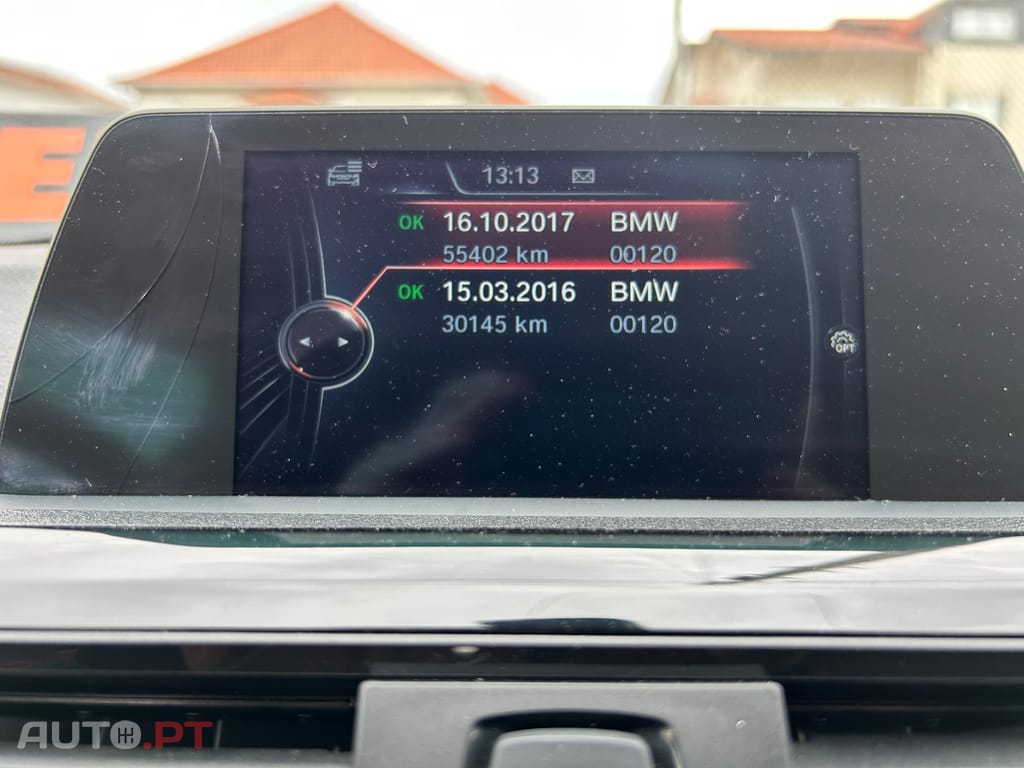 E
13:13
OK 16.10.2017 BMW
55402 km 00120
OK 15.03.2016 BMW
30145 km 00120
OPT
AUTO.PT